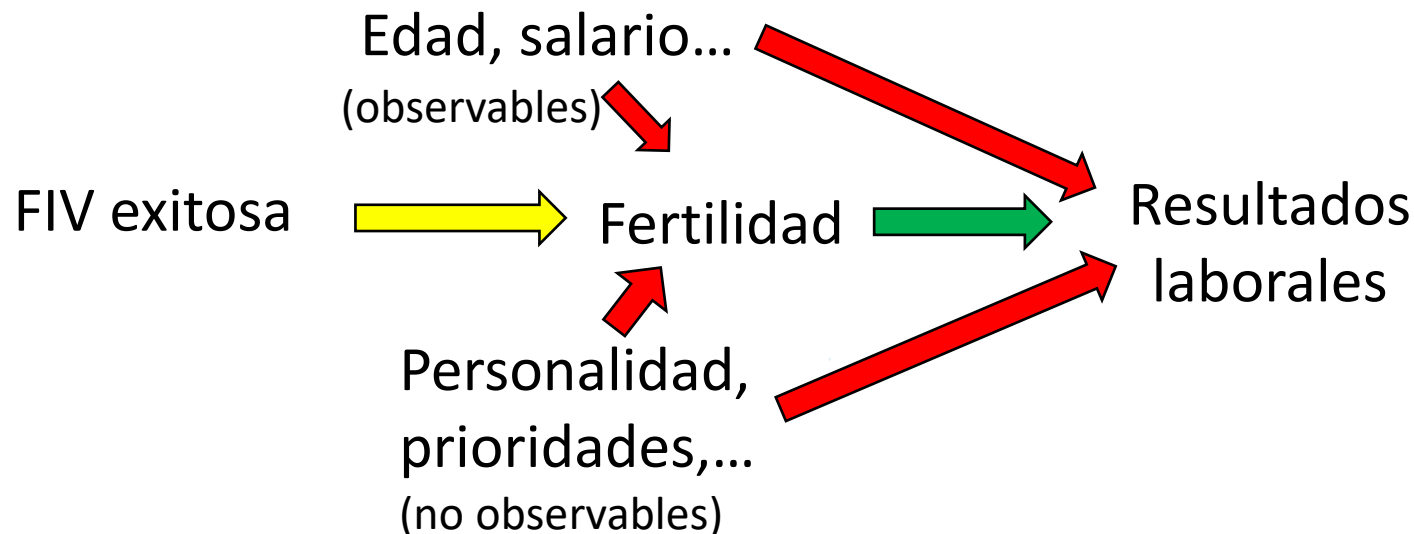 Edad, salario…
(observables)
FIV exitosa
Fertilidad
Resultados
laborales
Personalidad,
prioridades,…
(no observables)